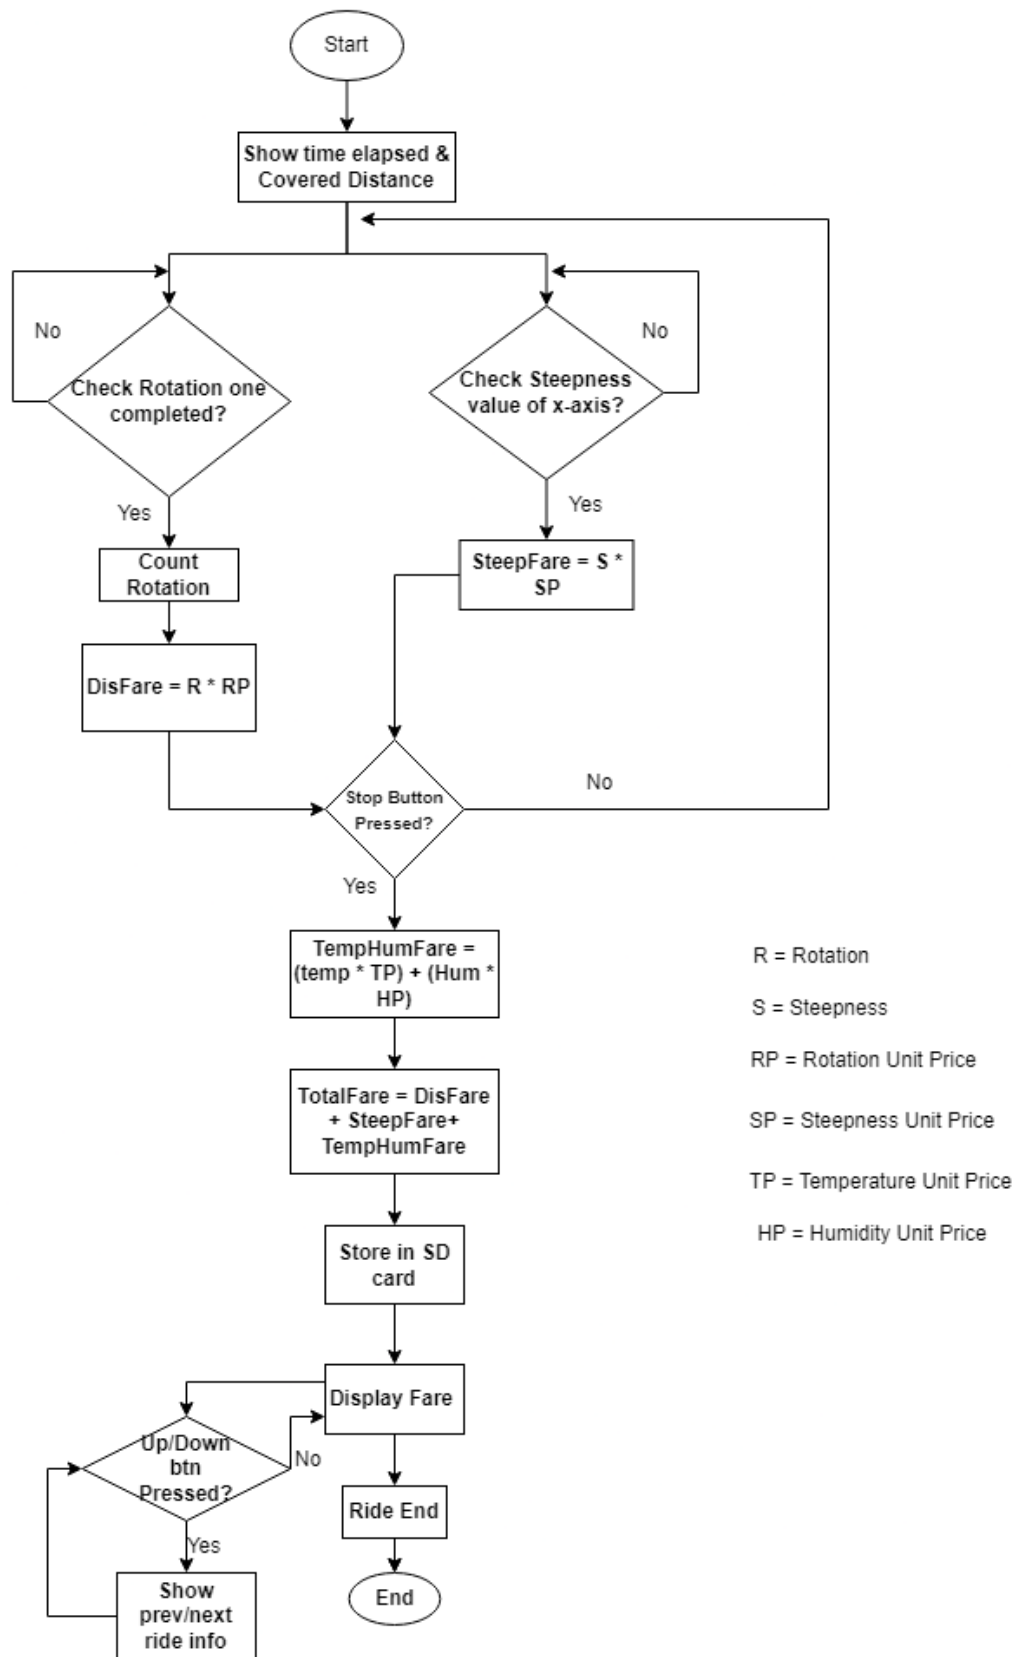 Start
Show time elapsed &
Covered Distance
No
No
Check Rotation one
completed?
Check Steepness
value of x-axis?
Yes
Yes
Count
Rotation
SteepFare = S *
SP
DisFare = R * RP
Stop Button
Pressed?
No
Yes
TempHumFare =
(temp * TP) + (Hum *
HP)
R = Rotation
S = Steepness
RP = Rotation Unit Price
TotalFare = DisFare
+ SteepFare+
TempHumFare
SP = Steepness Unit Price
TP = Temperature Unit Price
HP = Humidity Unit Price
Store in SD
card
Display Fare
Up/Down
btn
Pressed?
No
Ride End
Yes
Show
prev/next
ride info
End